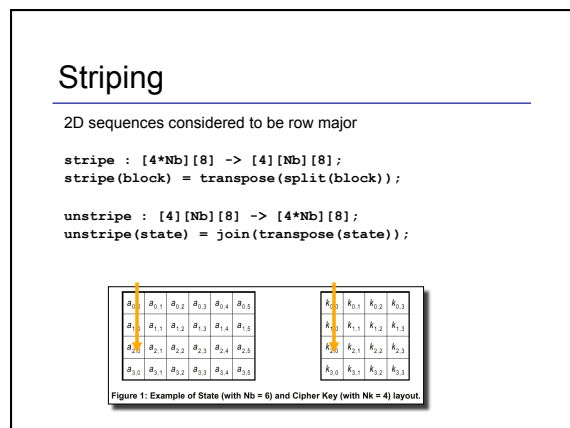 Striping
2D sequences considered to be row major
stripe : [4*Nb][8] -> [4][Nb][8];
stripe(block) = transpose(split(block));
unstripe : [4][Nb][8] -> [4*Nb][8];
unstripe(state) = join(transpose(state));
a0,0 a0,1 a0,2 a0,3 a0,4 a0,5
a1,0 a1,1 a1,2 a1,3 a1,4 a1,5
a2,0 a2,1 a2,2 a2,3 a2,4 a2,5
a3,0 a3,1 a3,2 a3,3 a3,4 a3,5
k0,0 k0,1 k0,2 k0,3
k1,0 k1,1 k1,2 k1,3
k2,0 k2,1 k2,2 k2,3
k3,0 k3,1 k3,2 k3,3
Figure 1: Example of State (with Nb = 6) and Cipher Key (with Nk = 4) layout.